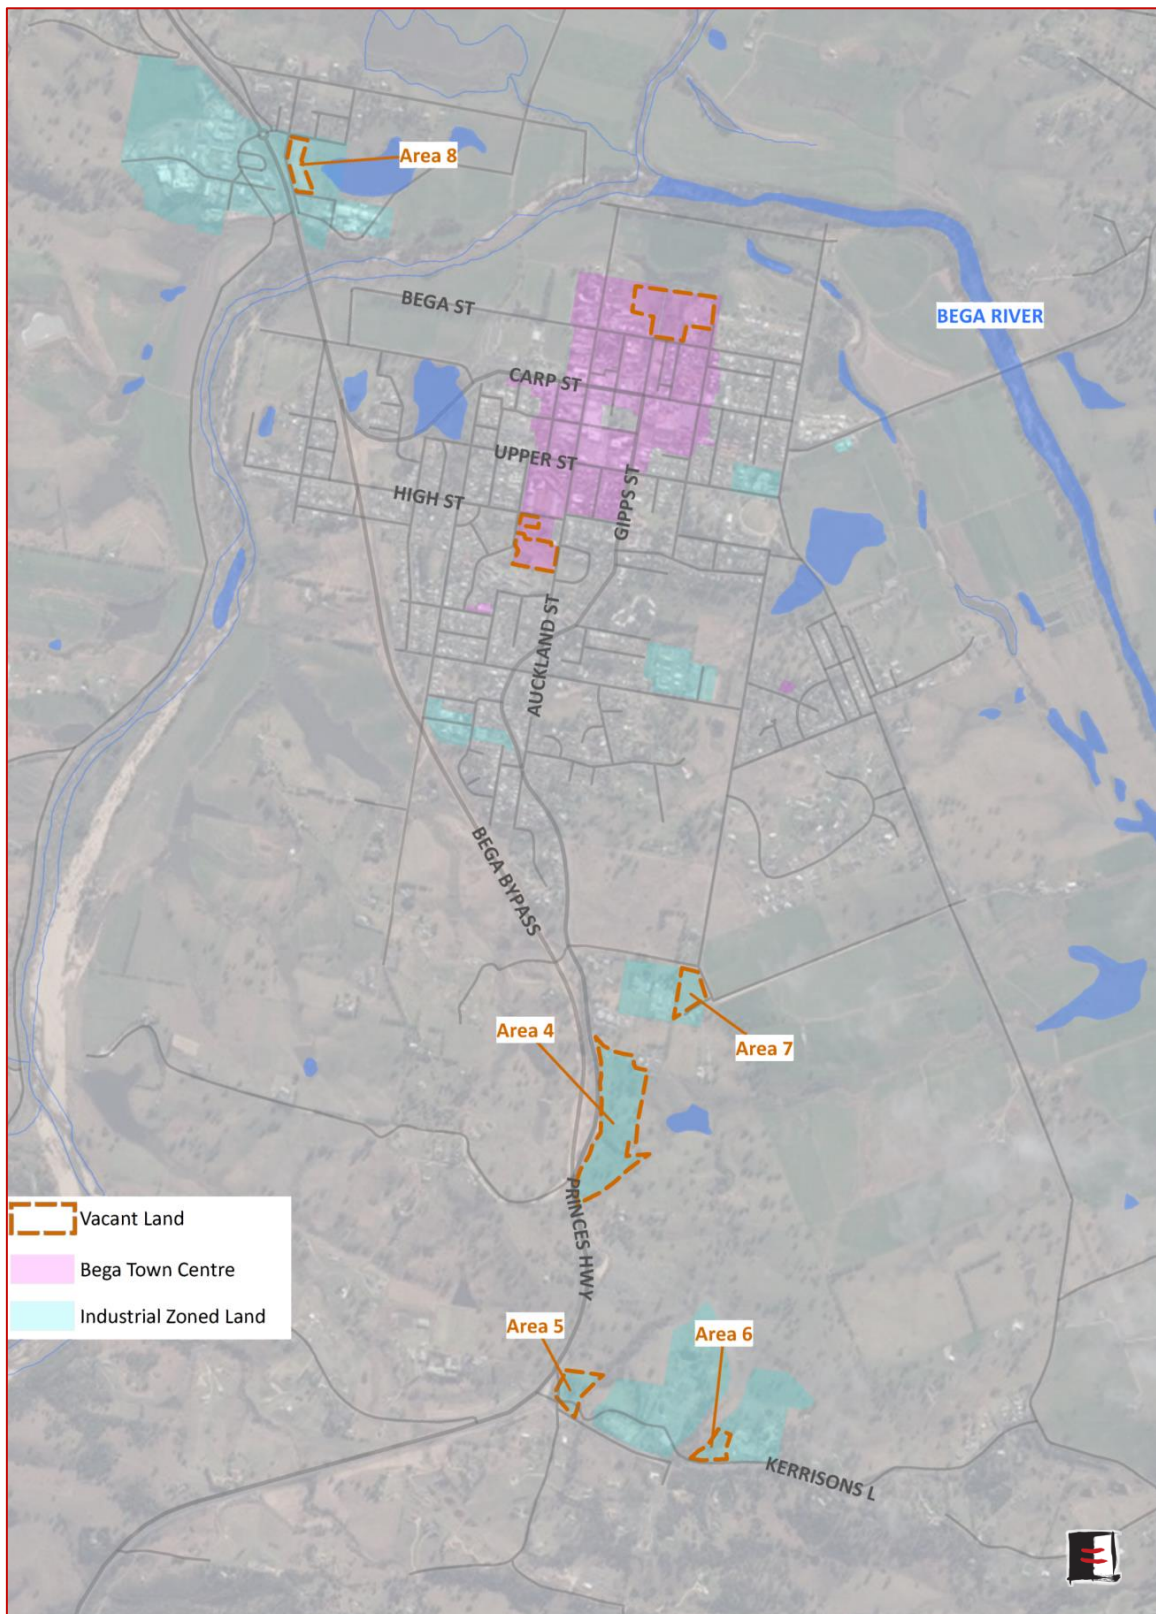 Area 8
BEGA ST
BEGA RIVER
CARP ST
UPPER ST
HIGH ST
GIPPS ST
AUCKLAND ST
BEGA BYPASS
Area 4
Area 7
PRINCES HWY
Vacant Land
Bega Town Centre
Industrial Zoned Land
Area 5
Area 6
KERRISONS L